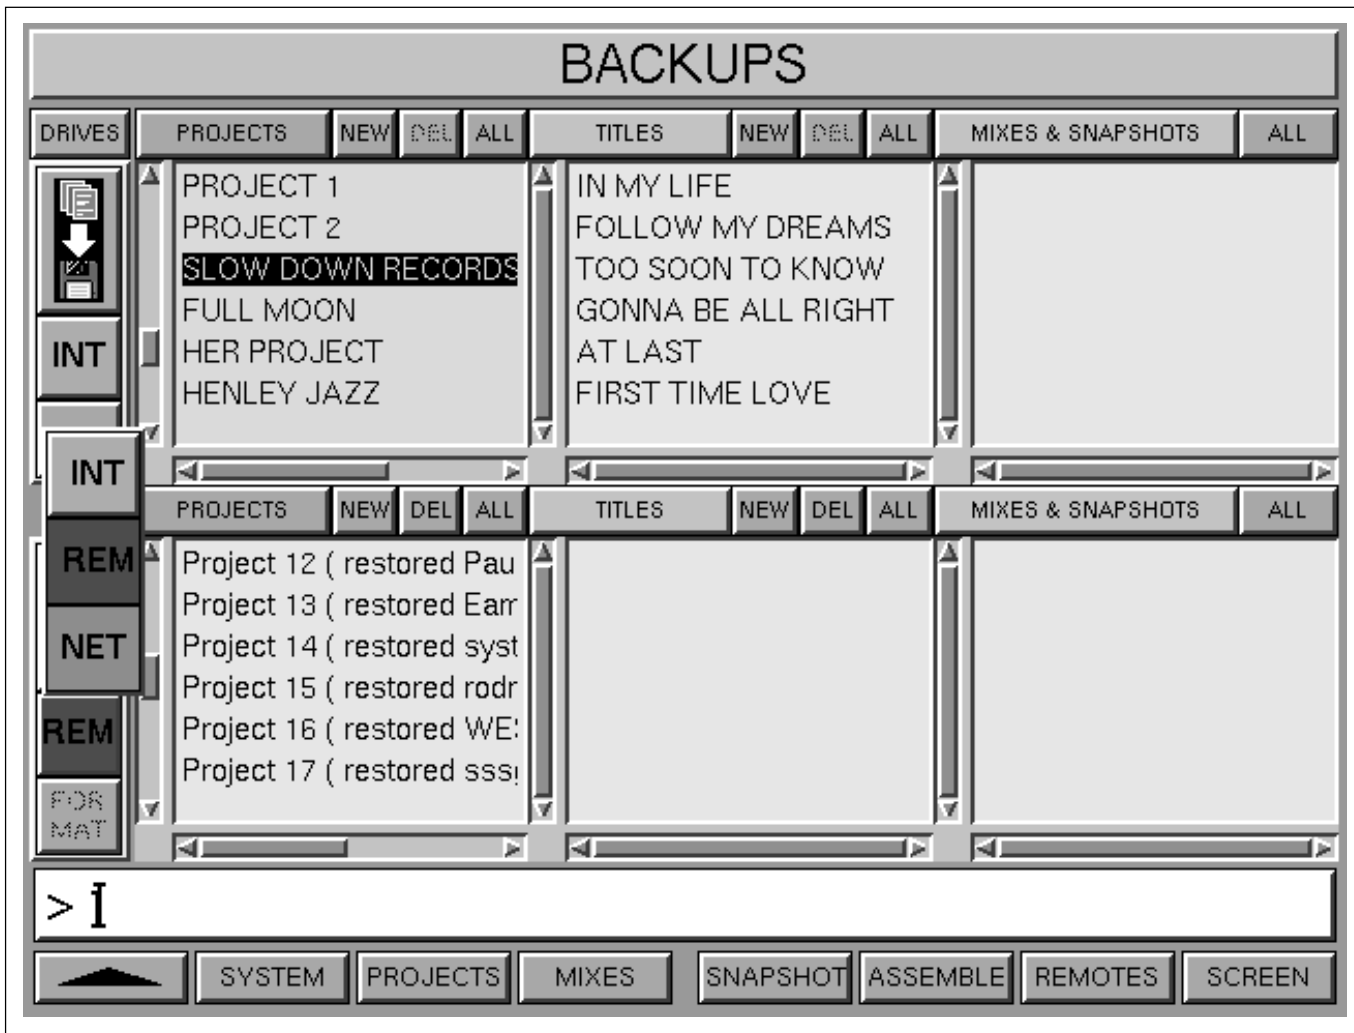 BACKUPS
DRIVES PROJECTS NEW DEL ALL TITLES NEW DEL ALL MIXES & SNAPSHOTS ALL
PROJECT 1
PROJECT 2
SLOW DOWN RECORDS
FULL MOON
HER PROJECT
HENLEY JAZZ
IN MY LIFE
FOLLOW MY DREAMS
TOO SOON TO KNOW
GONNA BE ALL RIGHT
AT LAST
FIRST TIME LOVE
INT
INT
REM
NET
REM
FOR
MAT
PROJECTS NEW DEL ALL TITLES NEW DEL ALL MIXES & SNAPSHOTS ALL
Project 12 ( restored Pau
Project 13 ( restored
Project 14 ( restored syst
Project 15 ( restored rodr
Project 16 ( restored
Project 17 ( restored
>
SYSTEM PROJECTS MIXES SNAPSHOT ASSEMBLE REMOTES SCREEN